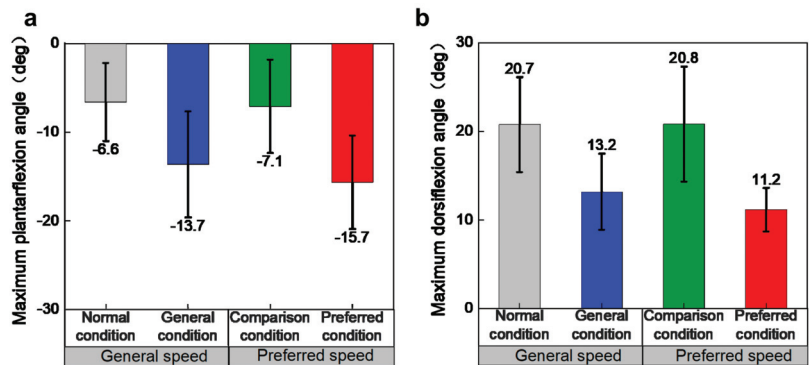 a
Maximum plantarflexion angle（deg）
0
-10
-20
-30
-6.6
-13.7
-7.1
-15.7
Normal condition
General condition
Comparison condition
Preferred condition
General speed
Preferred speed
b
Maximum dorsiflexion angle（deg）
30
20
10
0
20.7
13.2
20.8
11.2
Normal condition
General condition
Comparison condition
Preferred condition
General speed
Preferred speed